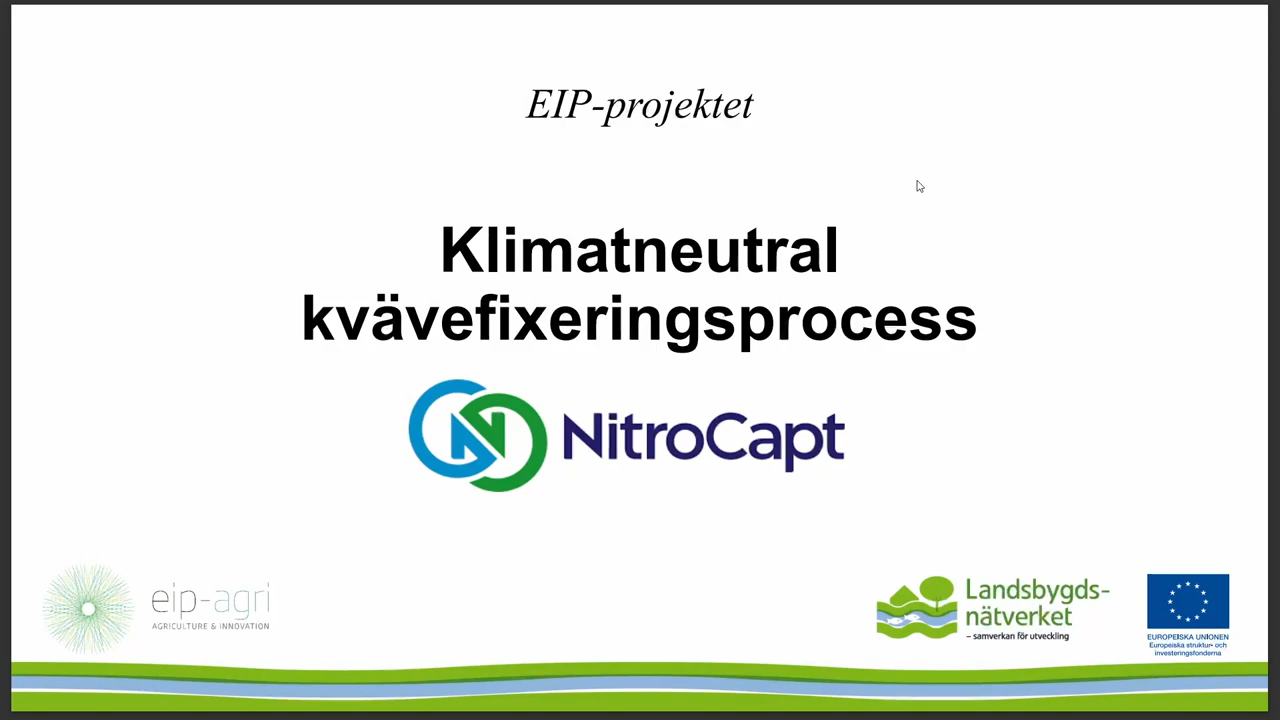 EIP-projektet
Klimatneutral
kvävefixeringsprocess
NitroCapt
eip-agri
AGRICULTURE & INNOVATION
Landsbygds-
nätverket
– samverkan för utveckling
EUROPEISKA UNIONEN
Europeiska struktur- och
investeringsfonderna